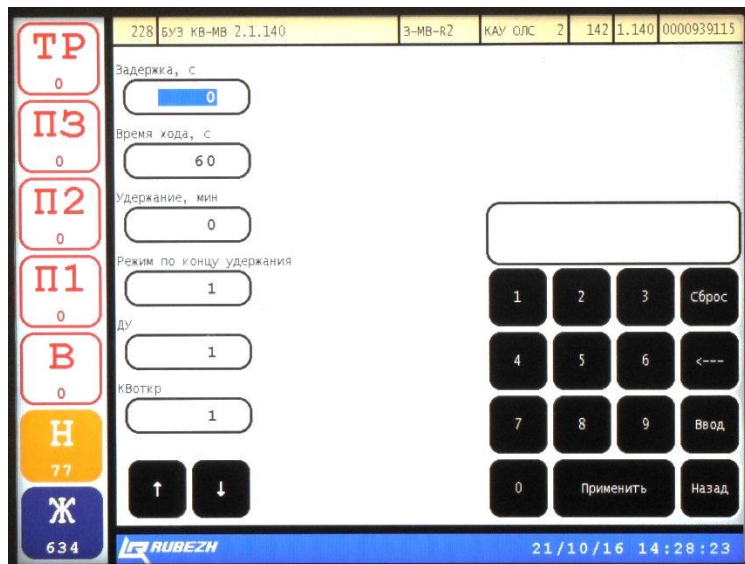 228 БУЗ КВ-МВ 2.1.140 3-МВ-R2 КАУ ОЛС 2 142 1.140 0000939115
ТР
0
ПЗ
0
П2
0
П1
0
В
0
Н
77
Ж
634
Задержка, с
0
Время хода, с
60
Удержание, мин
0
Режим по концу удержания
1
ДУ
1
КВоткр
1
↑ ↓
1 2 3 Сброс
4 5 6 <---
7 8 9 Ввод
0 Применить Назад
RUBEZH 21/10/16 14:28:23